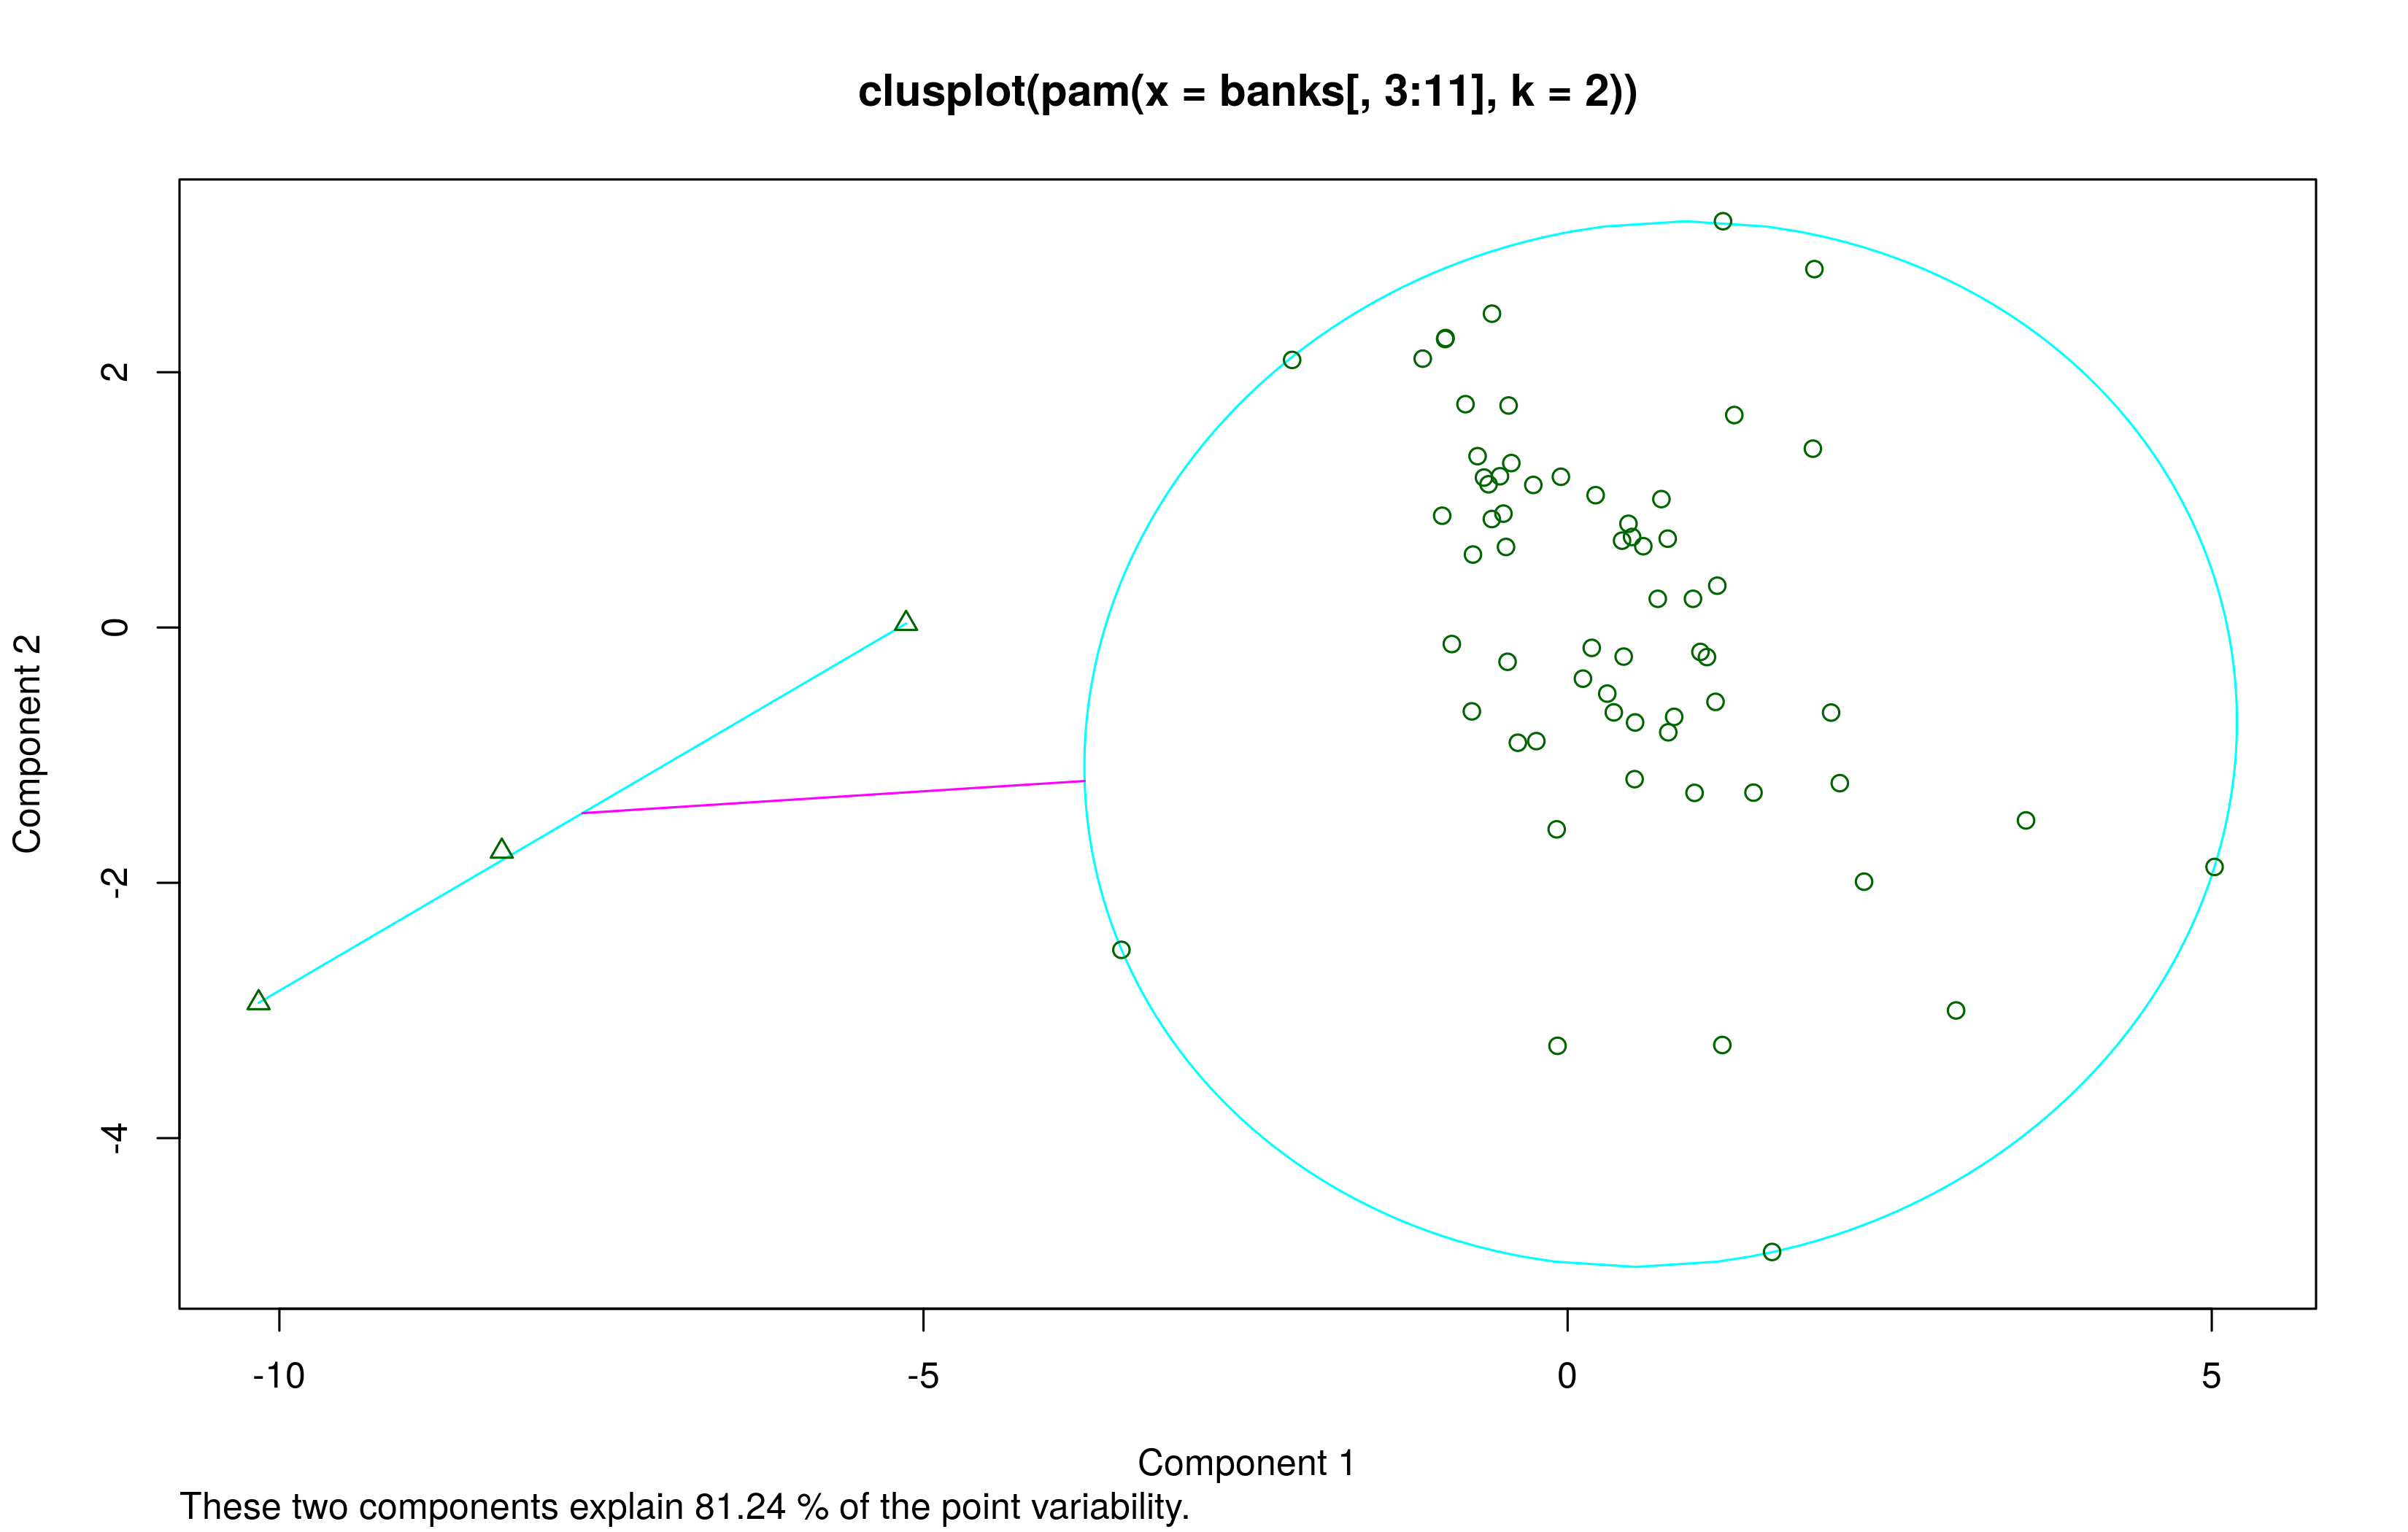 clusplot(pam(x = banks[, 3:11], k = 2))
Component 2
2
0
-2
-4
-10
-5
0
5
Component 1
These two components explain 81.24 % of the point variability.